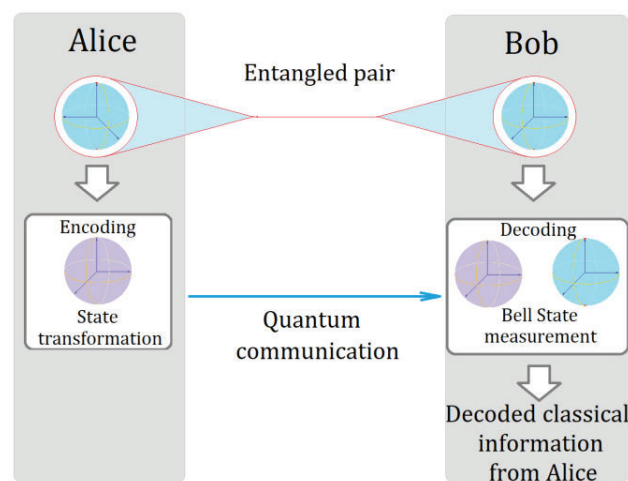 Alice
Bob
Entangled pair
Encoding
State
transformation
Quantum
communication
Decoding
Bell State
measurement
Decoded classical
information
from Alice